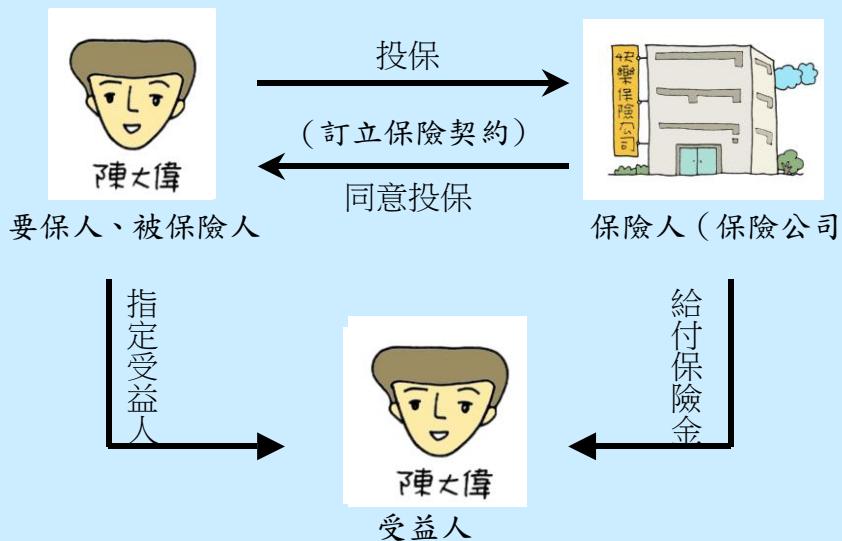 投保
快樂保險公司
(訂立保險契約)
陳大偉
同意投保
要保人、被保險人
保險人(保險公司
指定受益人
給付保險金
陳大偉
受益人